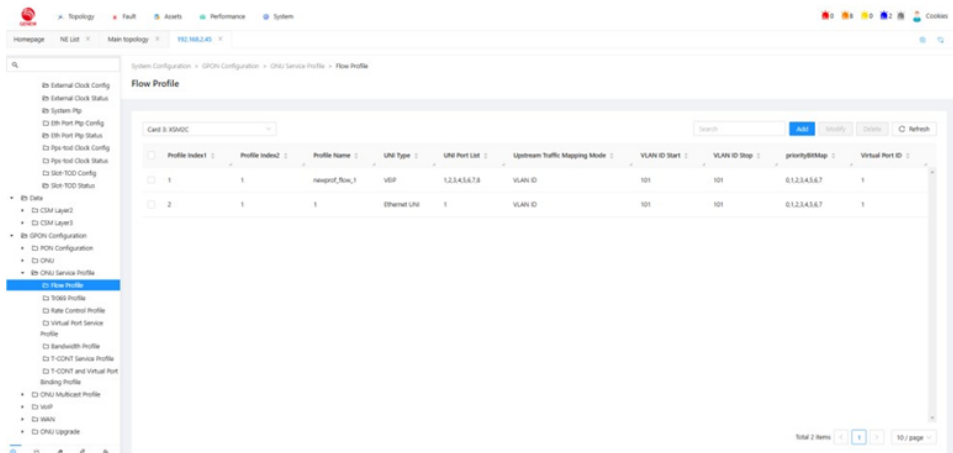 GENEW
Topology Fault Assets Performance System
0 6 0 2 Cookies
Homepage NE List × Main topology × 192.168.2.45 ×
System Configuration > GPON Configuration > ONU Service Profile > Flow Profile
Flow Profile
External Clock Config
External Clock Status
System Ptp
Eth Port Ptp Config
Eth Port Ptp Status
Pps-tod Clock Config
Pps-tod Clock Status
Slot-TOD Config
Slot-TOD Status
Data
CSM Layer2
CSM Layer3
GPON Configuration
PON Configuration
ONU
ONU Service Profile
Flow Profile
Tr069 Profile
Rate Control Profile
Virtual Port Service
Profile
Bandwidth Profile
T-CONT Service Profile
T-CONT and Virtual Port
Binding Profile
ONU Multicast Profile
VoIP
WAN
ONU Upgrade
Card 3: XSM2C Search Add Modify Delete Refresh
Profile Index1 Profile Index2 Profile Name UNI Type UNI Port List Upstream Traffic Mapping Mode VLAN ID Start VLAN ID Stop priorityBitMap Virtual Port ID
1 1 newprof_flow_1 VEIP 1,2,3,4,5,6,7,8 VLAN ID 101 101 0,1,2,3,4,5,6,7 1
2 1 1 Ethernet UNI 1 VLAN ID 101 101 0,1,2,3,4,5,6,7 1
Total 2 items < 1 > 10 / page